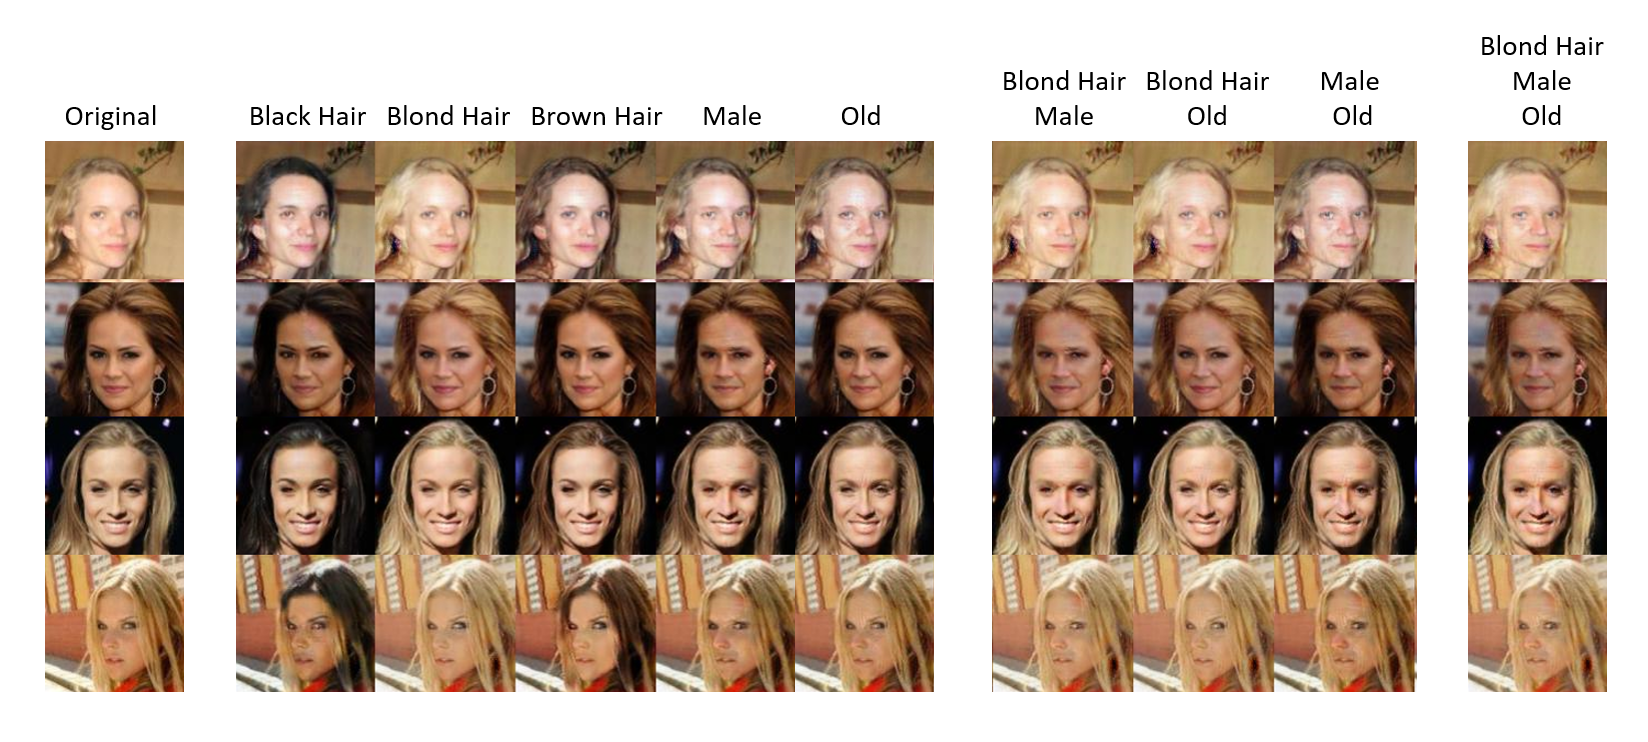 Original
Black Hair
Blond Hair
Brown Hair
Male
Old
Blond Hair
Male
Blond Hair
Old
Male
Old
Blond Hair
Male
Old